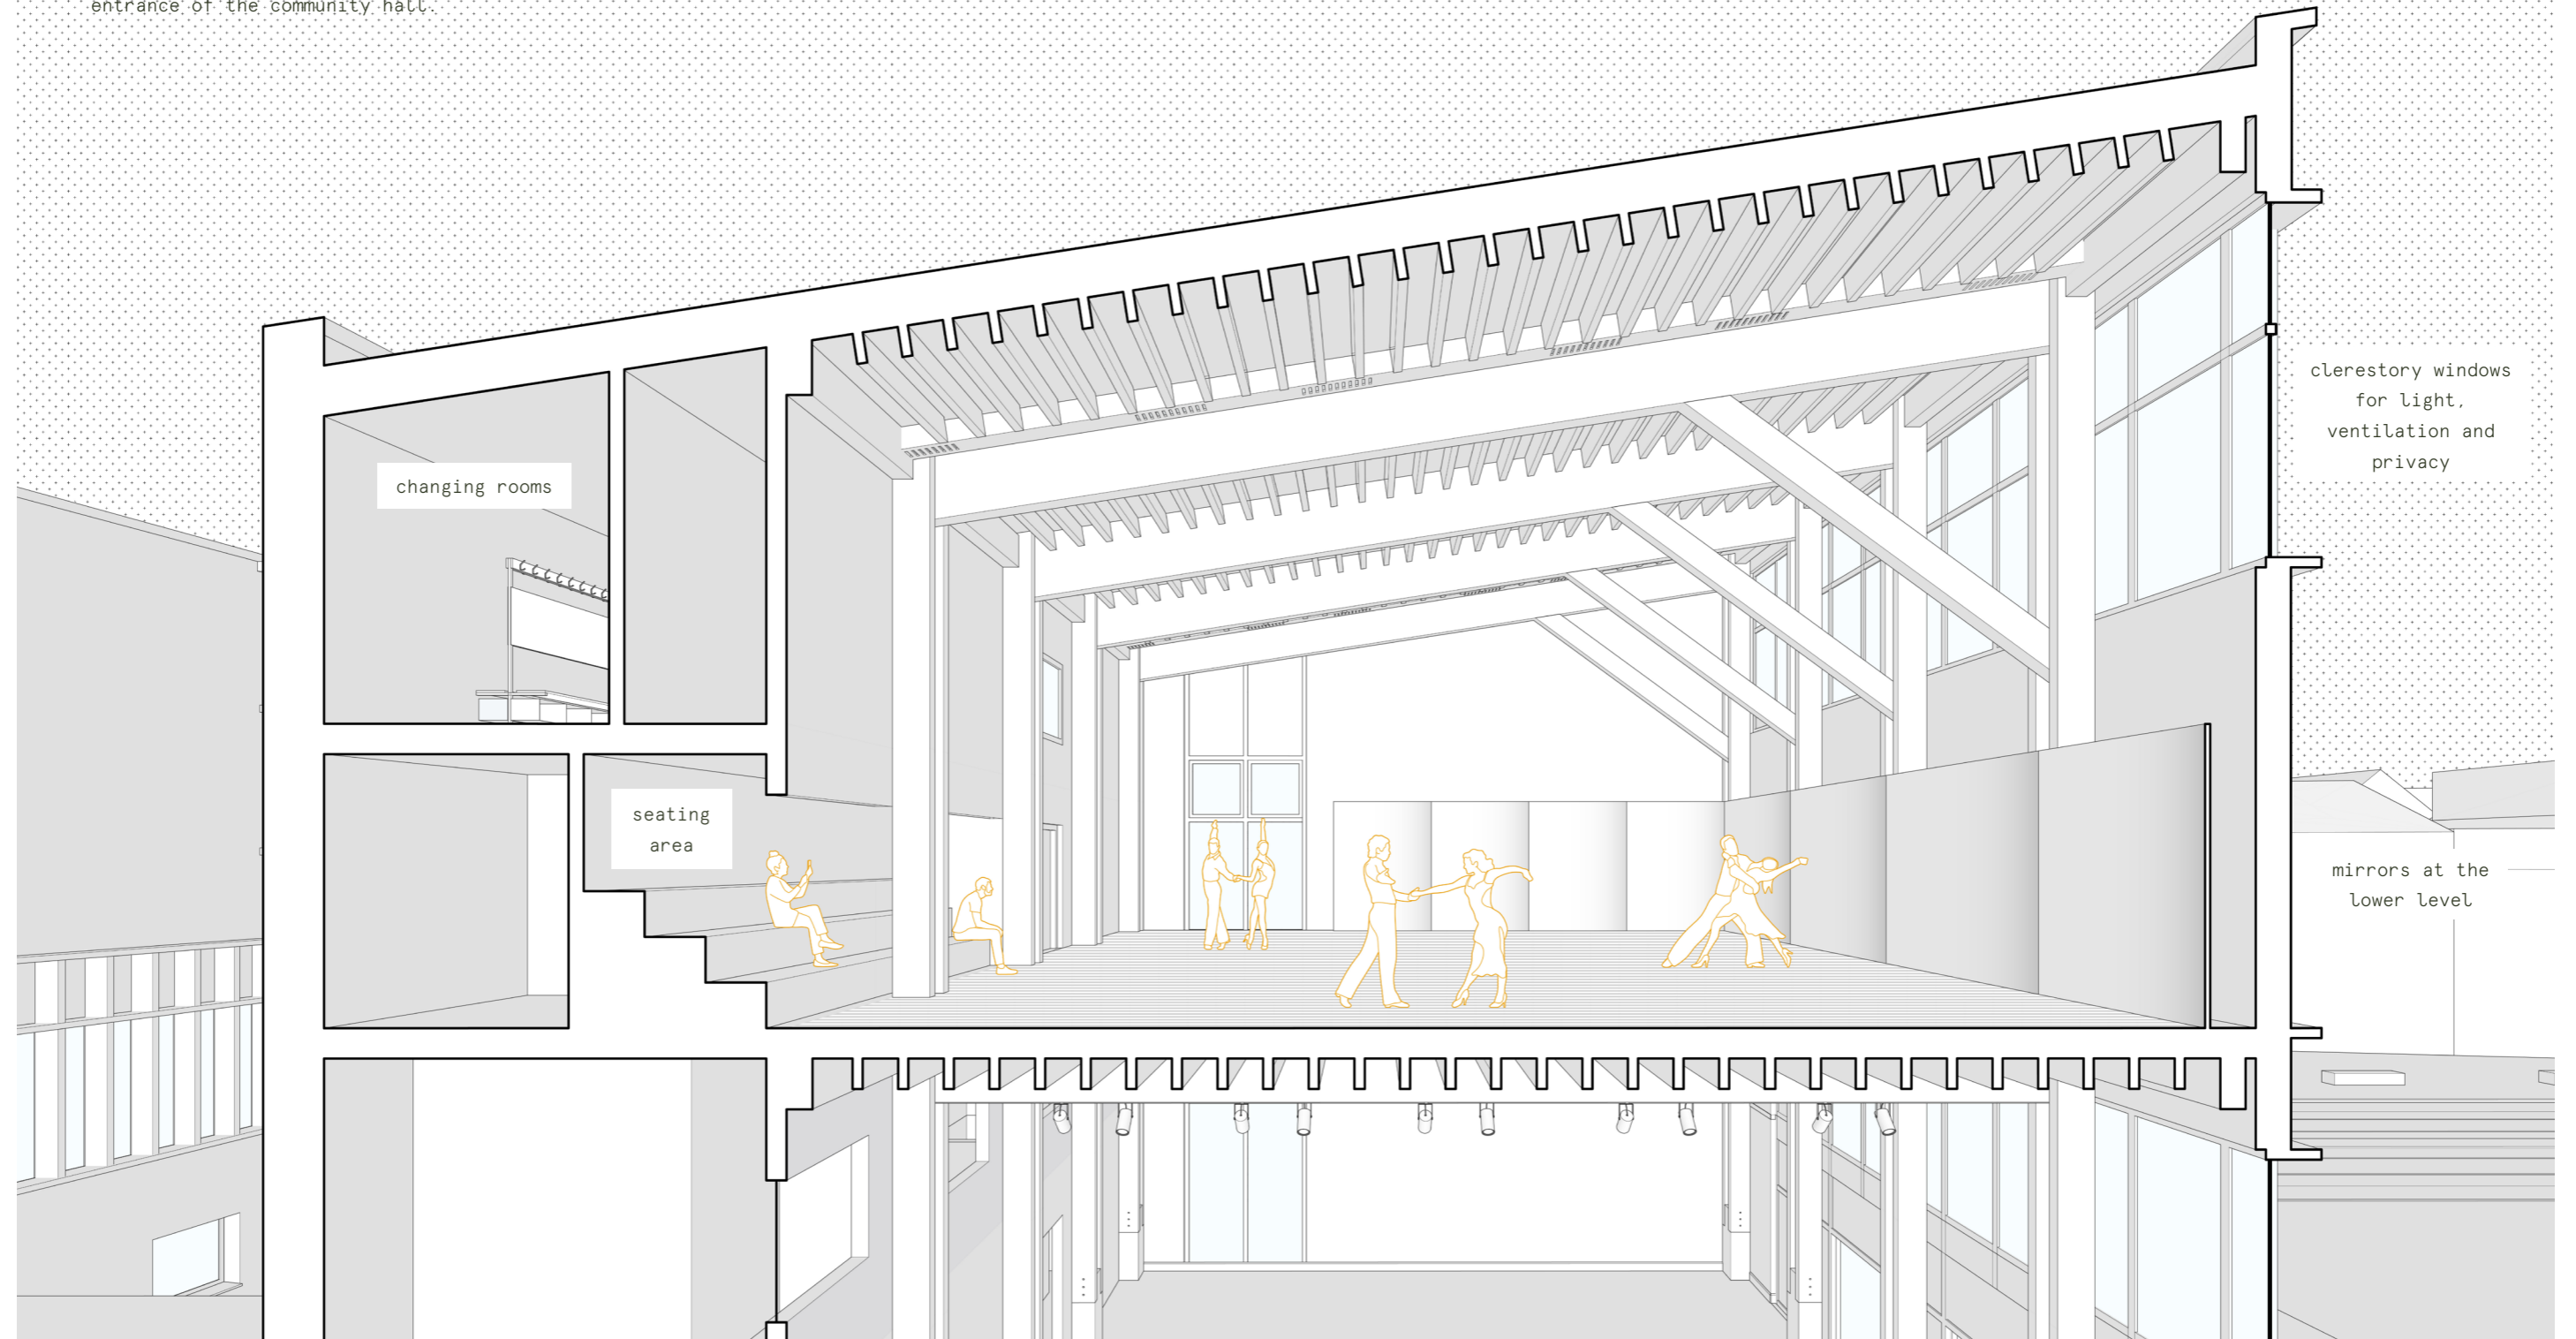 entrance of the community hall.
clerestory windows
for light,
ventilation and
privacy
changing rooms
seating
area
mirrors at the
lower level